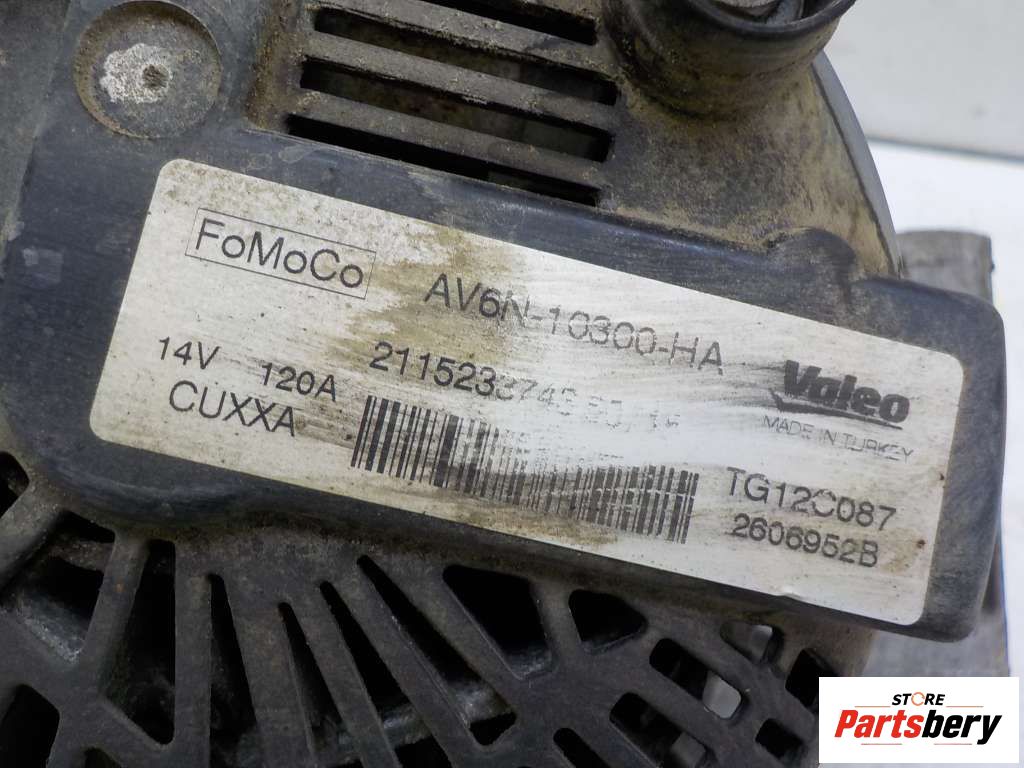 FoMoCo
AV6N-10300-HA
14V 120A
CUXXA
Valeo
MADE IN TURKEY
TG12C087
2606952B
STORE
Partsbery